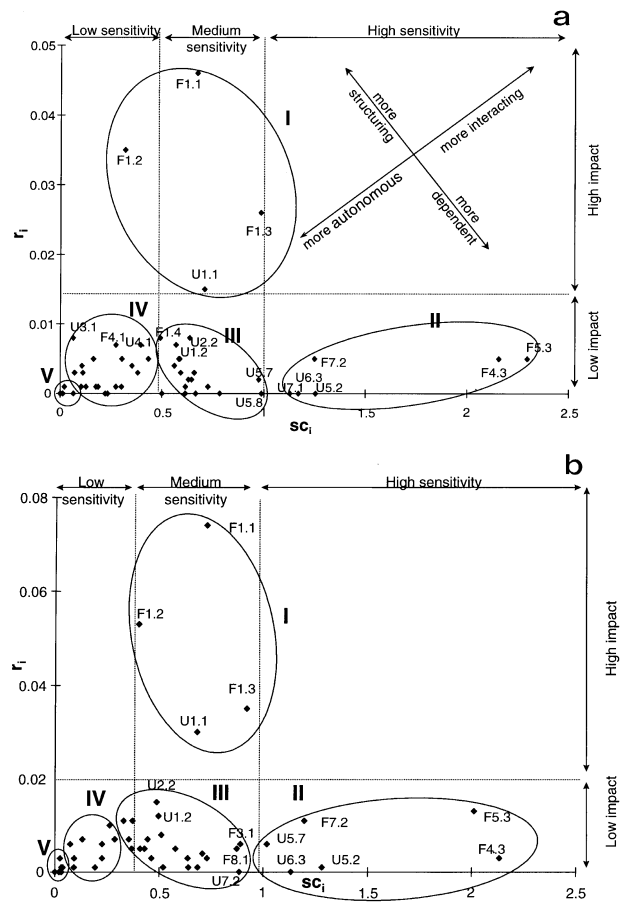 a
Low sensitivity
Medium sensitivity
High sensitivity
0.05
F1.1
I
more structuring
more interacting
0.04
F1.2
High impact
0.03
more autonomous
more dependent
F1.3
ri
0.02
U1.1
IV
0.01
U3.1
F4.1
U4.1
F1.4
U2.2
III
II
U1.2
F7.2
F5.3
Low impact
V
U5.7
U6.3
F4.3
U7.1
U5.2
U5.8
0
0
0.5
1
1.5
2
2.5
sci
b
Low sensitivity
Medium sensitivity
High sensitivity
0.08
F1.1
0.06
F1.2
I
High impact
ri
0.04
F1.3
U1.1
0.02
U2.2
IV
III
II
U1.2
F7.2
F5.3
F3.1
U5.7
Low impact
V
F8.1
U6.3
U5.2
F4.3
U7.2
0
0
0.5
1
1.5
2
2.5
sci